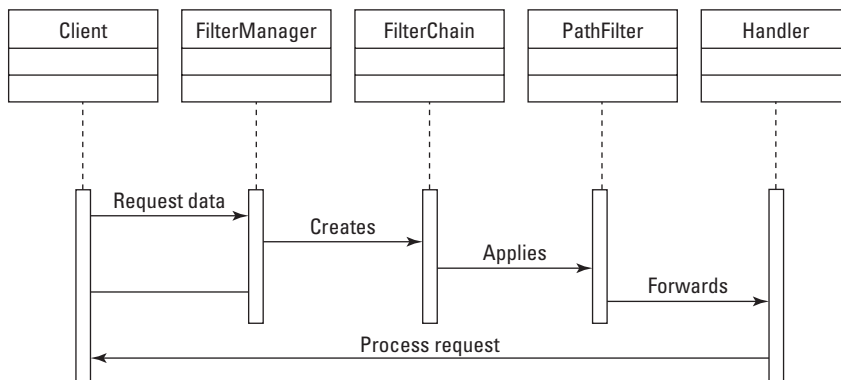 Client
FilterManager
FilterChain
PathFilter
Handler
Request data
Creates
Applies
Forwards
Process request